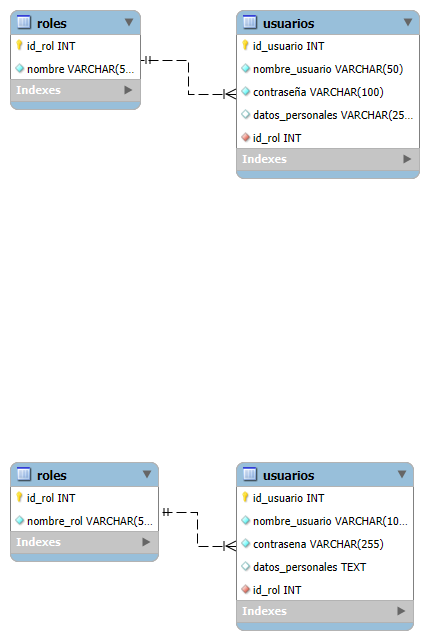 roles
id_rol INT
nombre VARCHAR(5...
Indexes
usuarios
id_usuario INT
nombre_usuario VARCHAR(50)
contraseña VARCHAR(100)
datos_personales VARCHAR(25...
id_rol INT
Indexes
roles
id_rol INT
nombre_rol VARCHAR(5...
Indexes
usuarios
id_usuario INT
nombre_usuario VARCHAR(10...
contrasena VARCHAR(255)
datos_personales TEXT
id_rol INT
Indexes